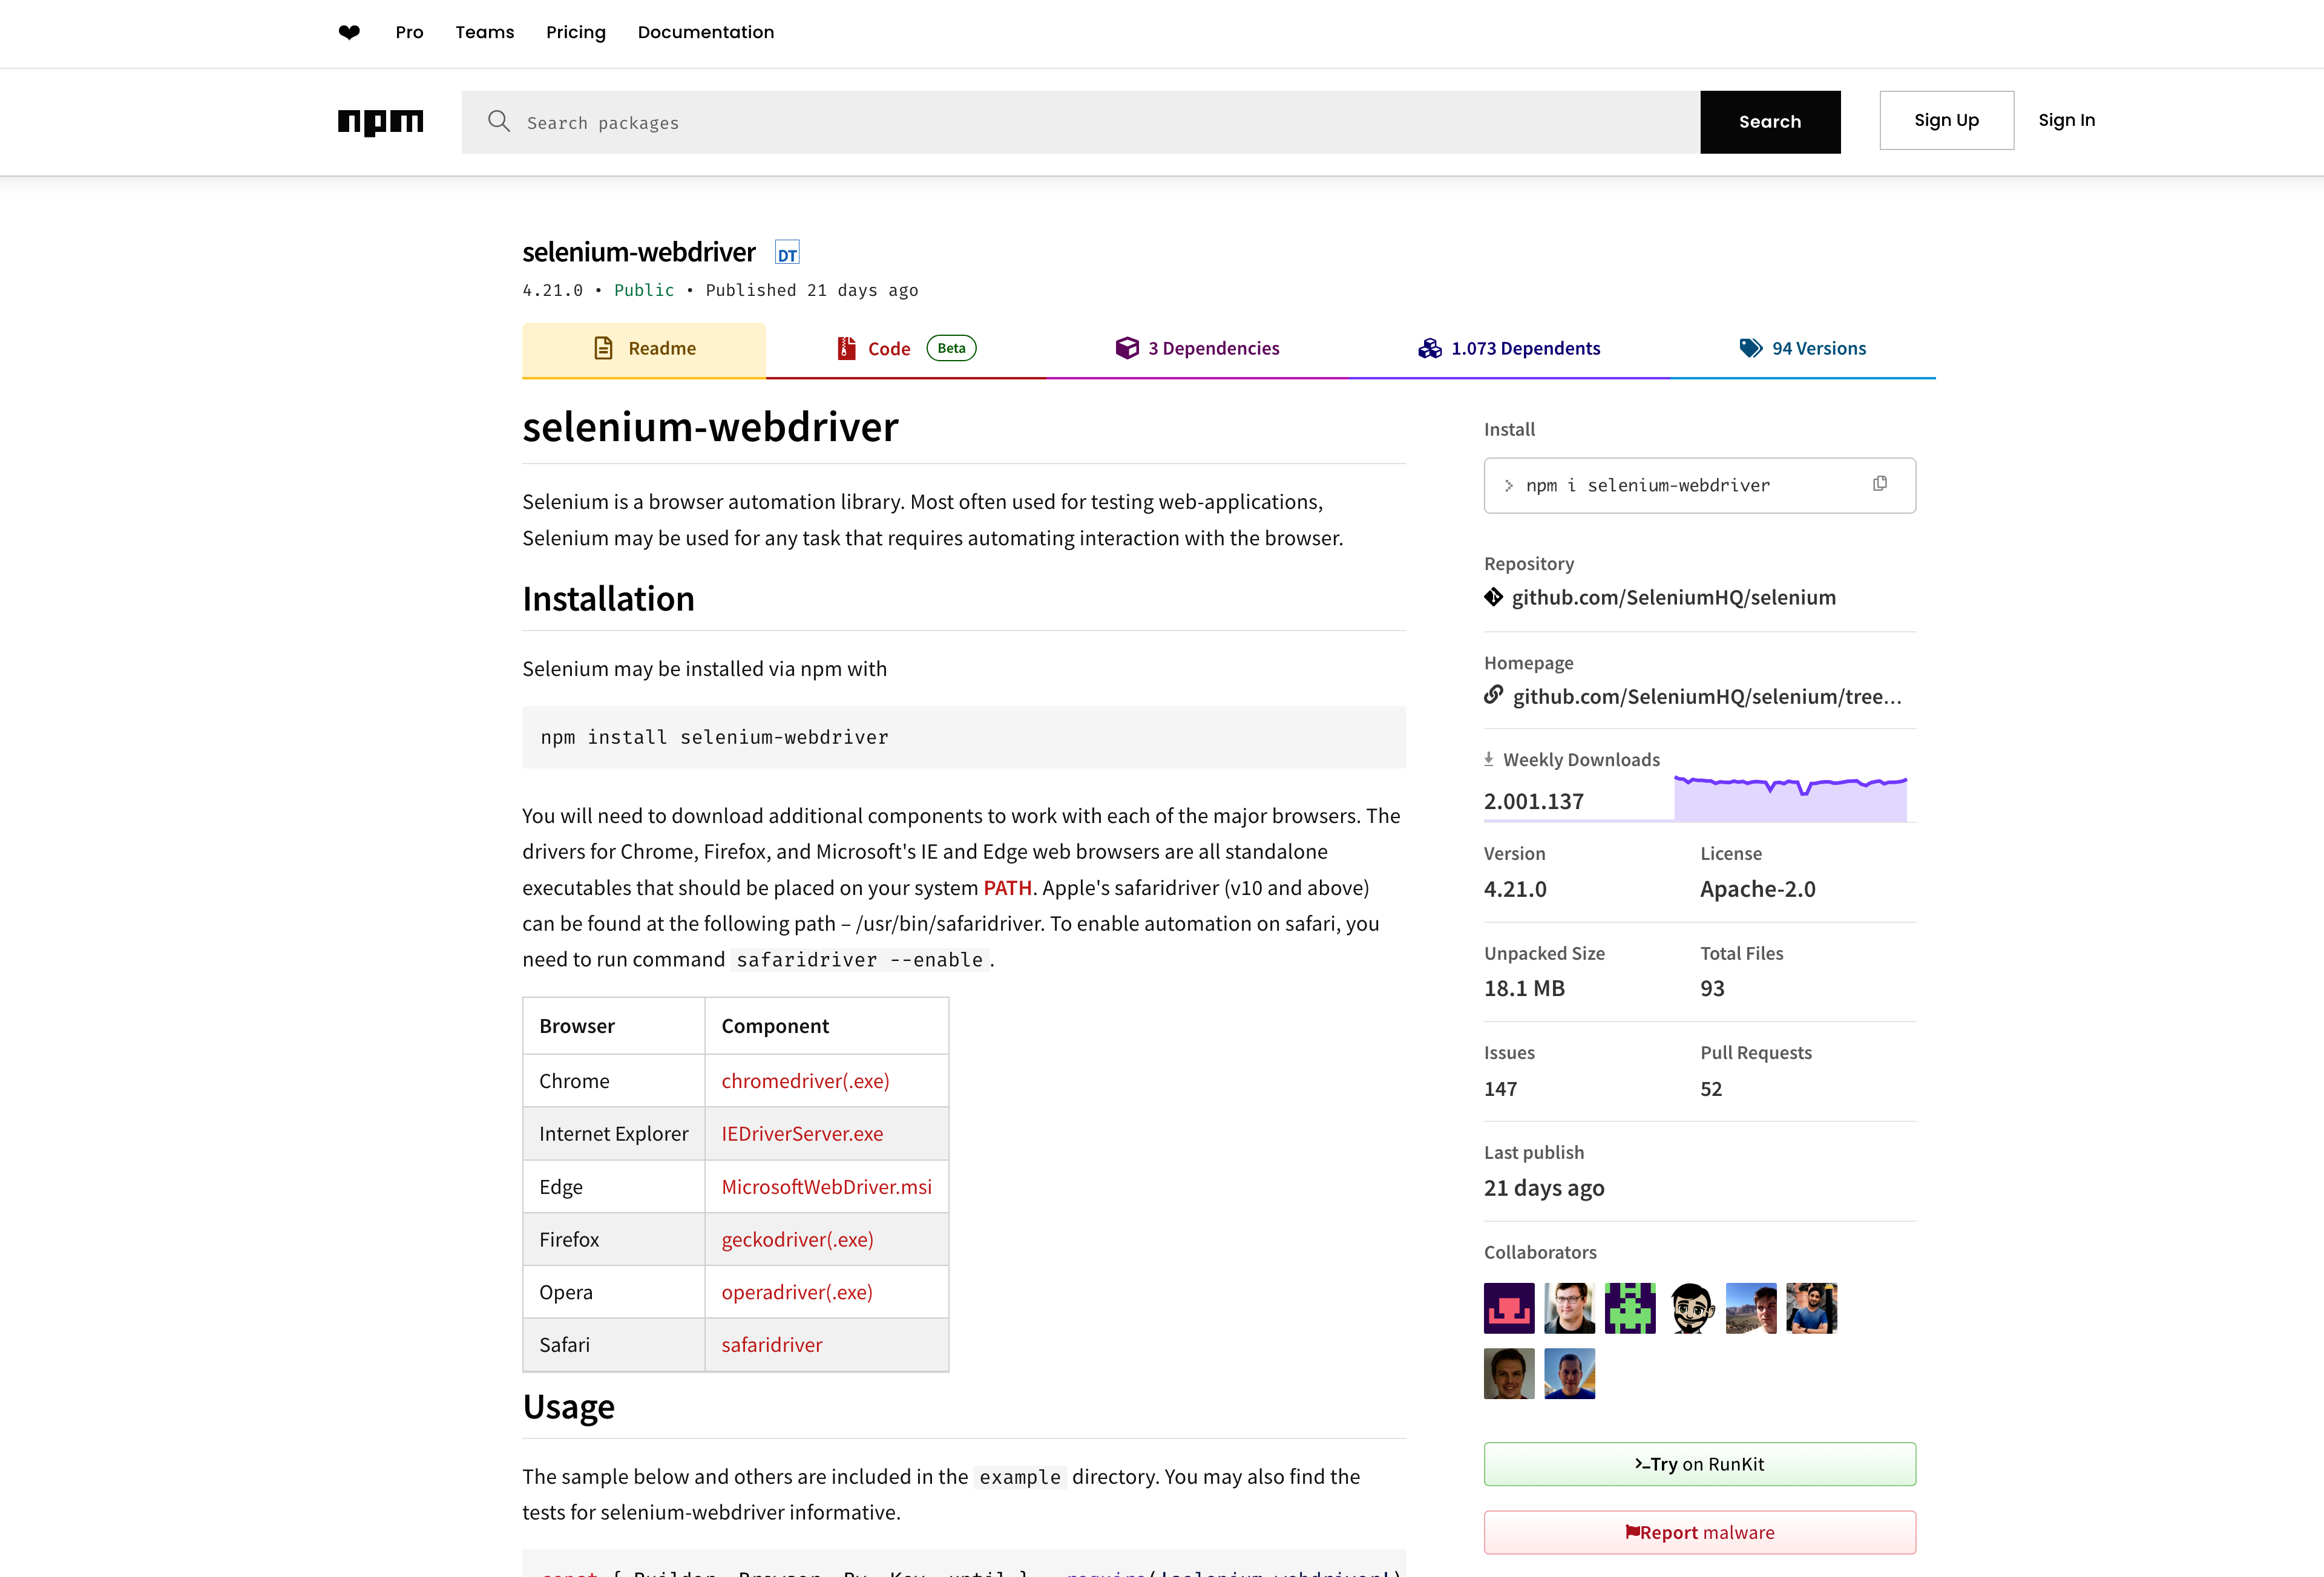 Pro Teams Pricing Documentation
npm Search packages Search Sign Up Sign In
selenium-webdriver DT
4.21.0 • Public • Published 21 days ago
Readme Code Beta 3 Dependencies 1.073 Dependents 94 Versions
selenium-webdriver
Selenium is a browser automation library. Most often used for testing web-applications,
Selenium may be used for any task that requires automating interaction with the browser.
Installation
Selenium may be installed via npm with
npm install selenium-webdriver
You will need to download additional components to work with each of the major browsers. The
drivers for Chrome, Firefox, and Microsoft's IE and Edge web browsers are all standalone
executables that should be placed on your system PATH. Apple's safaridriver (v10 and above)
can be found at the following path – /usr/bin/safaridriver. To enable automation on safari, you
need to run command safaridriver --enable.
Browser Component
Chrome chromedriver(.exe)
Internet Explorer IEDriverServer.exe
Edge MicrosoftWebDriver.msi
Firefox geckodriver(.exe)
Opera operadriver(.exe)
Safari safaridriver
Usage
The sample below and others are included in the example directory. You may also find the
tests for selenium-webdriver informative.
const { Builder, Browser, By, Key, until } = require('selenium-webdriver')
Install
> npm i selenium-webdriver
Repository
github.com/SeleniumHQ/selenium
Homepage
github.com/SeleniumHQ/selenium/tree...
Weekly Downloads
2.001.137
Version License
4.21.0 Apache-2.0
Unpacked Size Total Files
18.1 MB 93
Issues Pull Requests
147 52
Last publish
21 days ago
Collaborators
Try on RunKit
Report malware